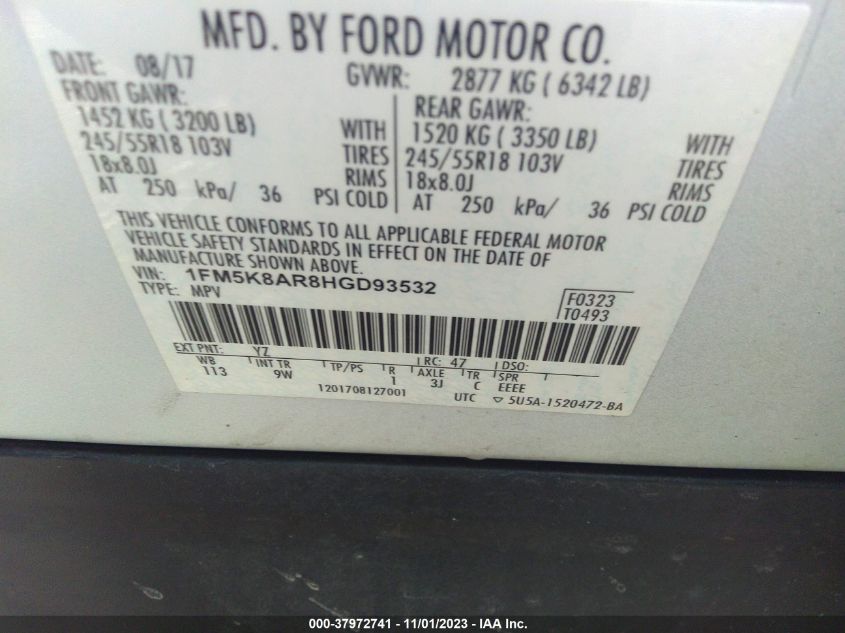 MFD. BY FORD MOTOR CO.
DATE: 08/17 GVWR: 2877 KG ( 6342 LB)
FRONT GAWR: REAR GAWR:
1452 KG ( 3200 LB) WITH 1520 KG ( 3350 LB) WITH
245/55R18 103V TIRES 245/55R18 103V TIRES
18x8.0J RIMS 18x8.0J RIMS
AT 250 kPa/ 36 PSI COLD AT 250 kPa/ 36 PSI COLD
THIS VEHICLE CONFORMS TO ALL APPLICABLE FEDERAL MOTOR
VEHICLE SAFETY STANDARDS IN EFFECT ON THE DATE OF
MANUFACTURE SHOWN ABOVE.
VIN: 1FM5K8AR8HGD93532
TYPE: MPV
F0323
T0493
EXT PNT: YZ RC: 47 DSO:
WB INT TR TP/PS R AXLE TR SPR
113 9W 1 3J C EEEE
1201708127001 UTC ▽ 5U5A-1520472-BA
000-37972741 - 11/01/2023 - IAA Inc.